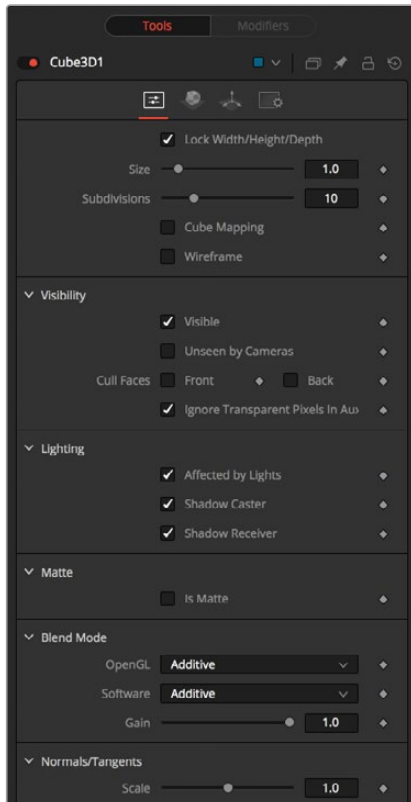 Tools Modifiers
Cube3D1
Lock Width/Height/Depth
Size 1.0
Subdivisions 10
Cube Mapping
Wireframe
Visibility
Visible
Unseen by Cameras
Cull Faces Front Back
Ignore Transparent Pixels In Aux
Lighting
Affected by Lights
Shadow Caster
Shadow Receiver
Matte
Is Matte
Blend Mode
OpenGL Additive
Software Additive
Gain 1.0
Normals/Tangents
Scale 1.0